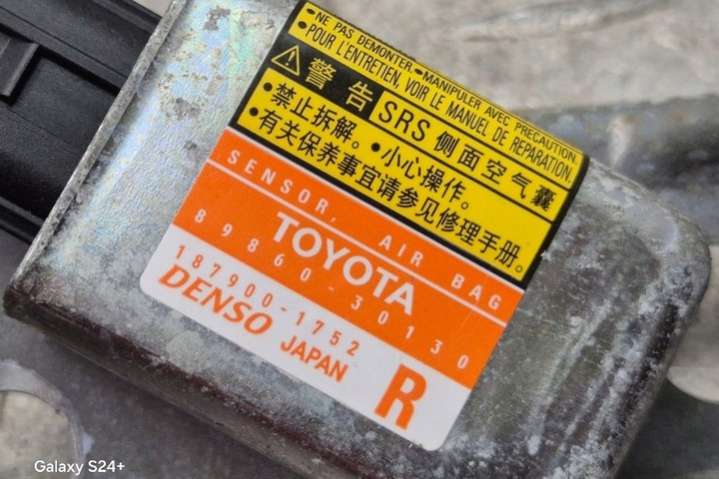 •NE PAS DEMONTER.•MANIPULER AVEC PRECAUTION.
•POUR L'ENTRETIEN, VOIR LE MANUEL DE REPARATION.
警告 SRS 侧面空气囊
•禁止拆解。•小心操作。
•有关保养事宜请参见修理手册。
SENSOR, AIR BAG
TOYOTA
89860-30130
187900-1752
DENSO JAPAN R
Galaxy S24+